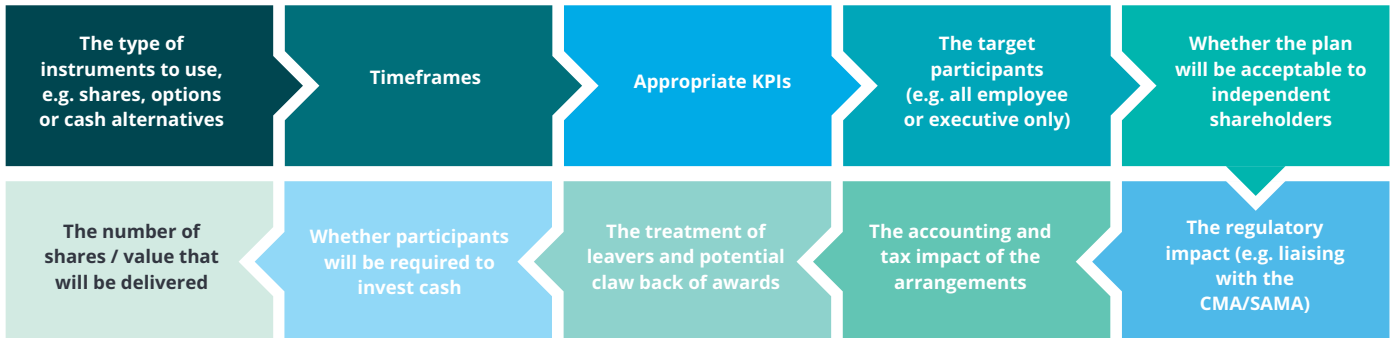 The type of
instruments to use,
e.g. shares, options
or cash alternatives
Timeframes
Appropriate KPIs
The target
participants
(e.g. all employee
or executive only)
Whether the plan
will be acceptable to
independent
shareholders
The regulatory
impact (e.g. liaising
with the
CMA/SAMA)
The accounting and
tax impact of the
arrangements
The treatment of
leavers and potential
claw back of awards
Whether participants
will be required to
invest cash
The number of
shares / value that
will be delivered